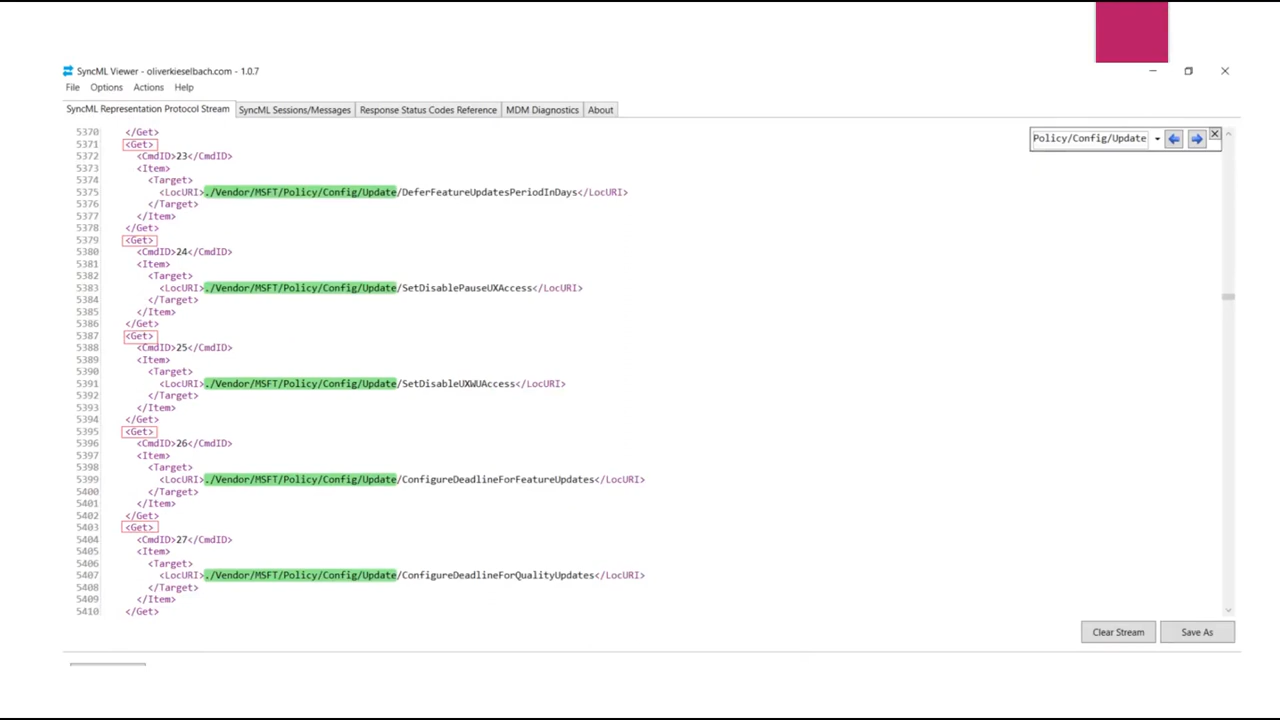 SyncML Viewer - oliverkieselbach.com - 1.0.7
File Options Actions Help
SyncML Representation Protocol Stream SyncML Sessions/Messages Response Status Codes Reference MDM Diagnostics About
Policy/Config/Update
5370 </Get>
5371 <Get>
5372 <CmdID>23</CmdID>
5373 <Item>
5374 <Target>
5375 <LocURI>./Vendor/MSFT/Policy/Config/Update/DeferFeatureUpdatesPeriodInDays</LocURI>
5376 </Target>
5377 </Item>
5378 </Get>
5379 <Get>
5380 <CmdID>24</CmdID>
5381 <Item>
5382 <Target>
5383 <LocURI>./Vendor/MSFT/Policy/Config/Update/SetDisablePauseUXAccess</LocURI>
5384 </Target>
5385 </Item>
5386 </Get>
5387 <Get>
5388 <CmdID>25</CmdID>
5389 <Item>
5390 <Target>
5391 <LocURI>./Vendor/MSFT/Policy/Config/Update/SetDisableUXWUAccess</LocURI>
5392 </Target>
5393 </Item>
5394 </Get>
5395 <Get>
5396 <CmdID>26</CmdID>
5397 <Item>
5398 <Target>
5399 <LocURI>./Vendor/MSFT/Policy/Config/Update/ConfigureDeadlineForFeatureUpdates</LocURI>
5400 </Target>
5401 </Item>
5402 </Get>
5403 <Get>
5404 <CmdID>27</CmdID>
5405 <Item>
5406 <Target>
5407 <LocURI>./Vendor/MSFT/Policy/Config/Update/ConfigureDeadlineForQualityUpdates</LocURI>
5408 </Target>
5409 </Item>
5410 </Get>
Clear Stream Save As